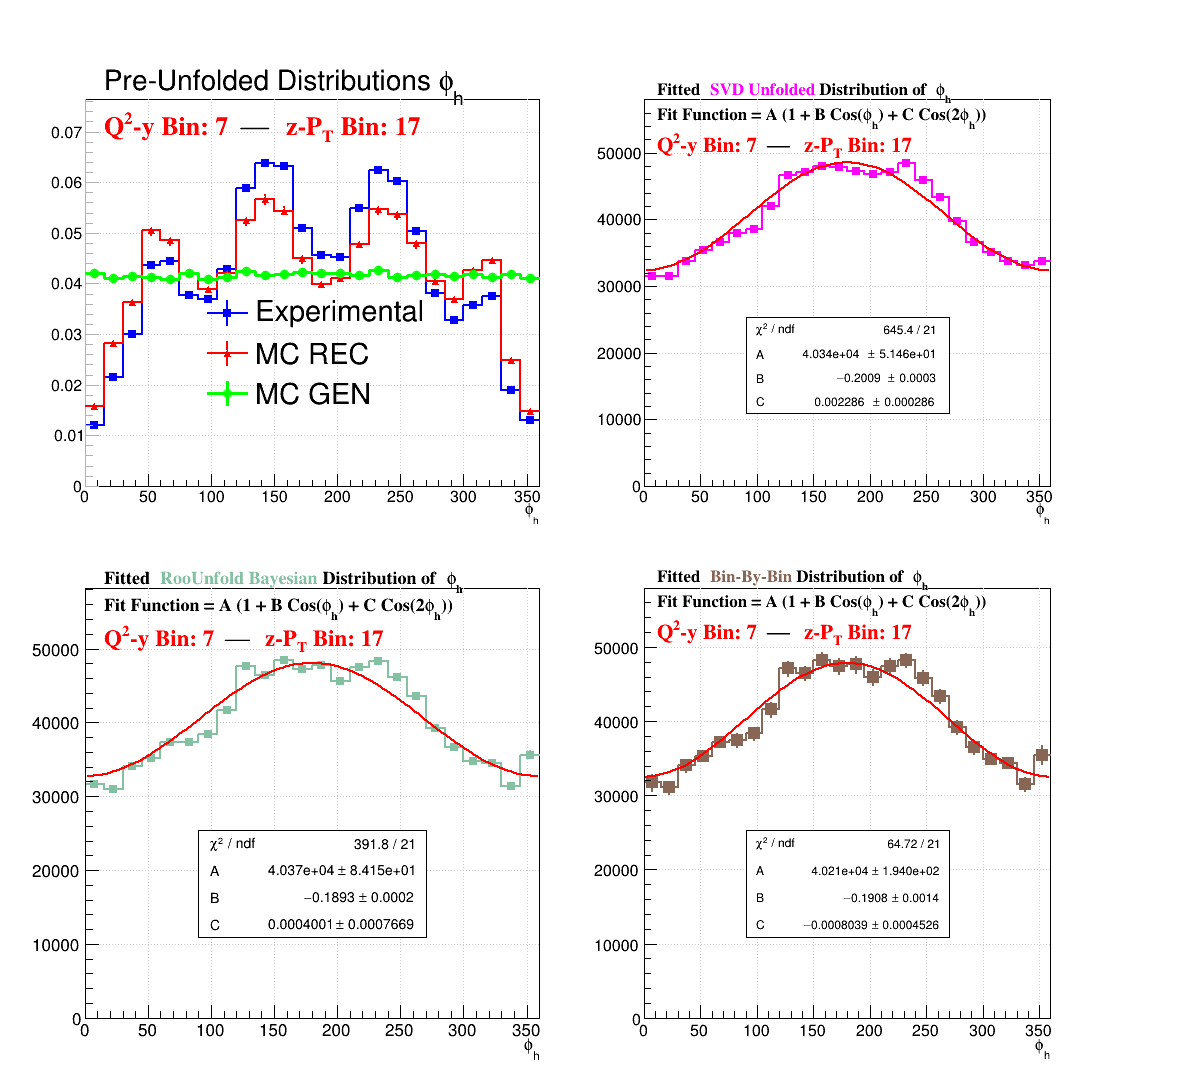 Pre-Unfolded Distributions ϕh
Q²-y Bin: 7 — z-PT Bin: 17
0.07
0.06
0.05
0.04
0.03
0.02
0.01
0
Experimental
MC REC
MC GEN
0 50 100 150 200 250 300 350
ϕh
Fitted SVD Unfolded Distribution of ϕh
Fit Function = A (1 + B Cos(ϕh) + C Cos(2ϕh))
Q²-y Bin: 7 — z-PT Bin: 17
50000
40000
30000
20000
10000
0
χ² / ndf 645.4 / 21
A 4.034e+04 ± 5.146e+01
B −0.2009 ± 0.0003
C 0.002286 ± 0.000286
0 50 100 150 200 250 300 350
ϕh
Fitted RooUnfold Bayesian Distribution of ϕh
Fit Function = A (1 + B Cos(ϕh) + C Cos(2ϕh))
Q²-y Bin: 7 — z-PT Bin: 17
50000
40000
30000
20000
10000
0
χ² / ndf 391.8 / 21
A 4.037e+04 ± 8.415e+01
B −0.1893 ± 0.0002
C 0.0004001 ± 0.0007669
0 50 100 150 200 250 300 350
ϕh
Fitted Bin-By-Bin Distribution of ϕh
Fit Function = A (1 + B Cos(ϕh) + C Cos(2ϕh))
Q²-y Bin: 7 — z-PT Bin: 17
50000
40000
30000
20000
10000
0
χ² / ndf 64.72 / 21
A 4.021e+04 ± 1.940e+02
B −0.1908 ± 0.0014
C −0.0008039 ± 0.0004526
0 50 100 150 200 250 300 350
ϕh